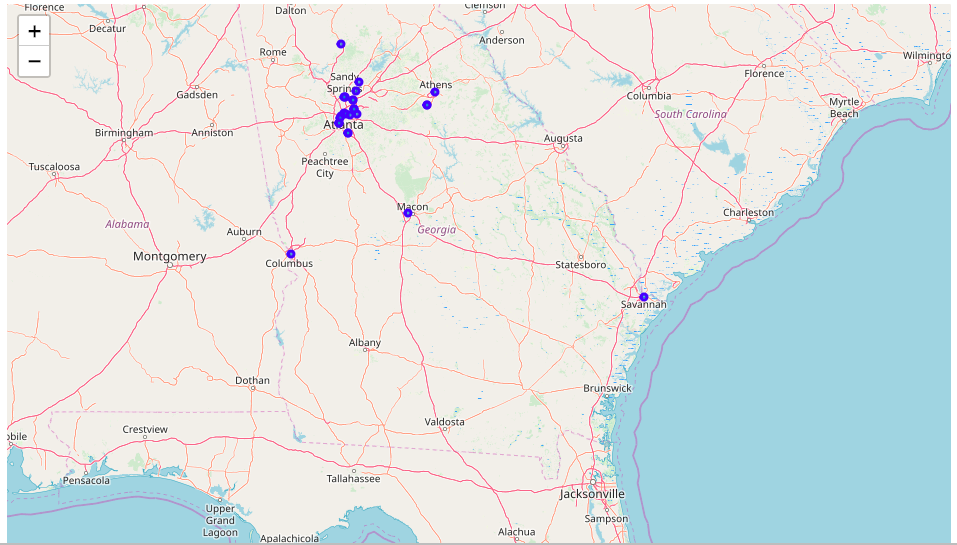 Florence
Dalton
Clemson
+
Decatur
Anderson
Rome
Wilmingto
−
Sandy
Springs
Athens
Florence
Gadsden
Columbia
Myrtle
Beach
South Carolina
Birmingham
Anniston
Atlanta
Augusta
Tuscaloosa
Peachtree
City
Macon
Charleston
Alabama
Auburn
Georgia
Montgomery
Columbus
Statesboro
Savannah
Albany
Dothan
Brunswick
Valdosta
Crestview
obile
Pensacola
Tallahassee
Jacksonville
Upper
Grand
Lagoon
Sampson
Apalachicola
Alachua